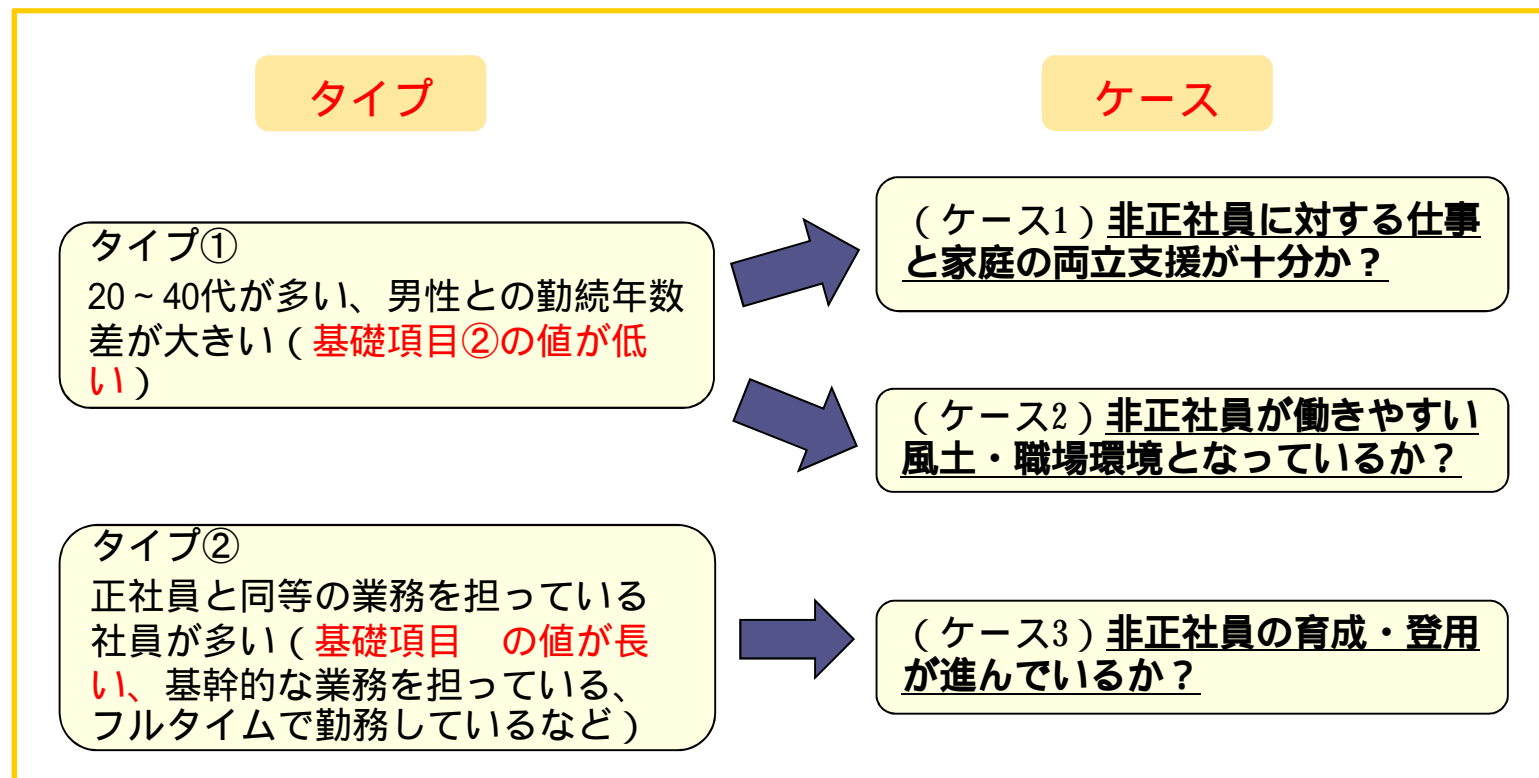 タイプ
ケース
タイプ①
20~40代が多い、男性との勤続年数
差が大きい(基礎項目②の値が低
い)
(ケース1)非正社員に対する仕事
と家庭の両立支援が十分か?
(ケース2)非正社員が働きやすい
風土・職場環境となっているか?
タイプ②
正社員と同等の業務を担っている
社員が多い(基礎項目 の値が長
い、基幹的な業務を担っている、
フルタイムで勤務しているなど)
(ケース3)非正社員の育成・登用
が進んでいるか?